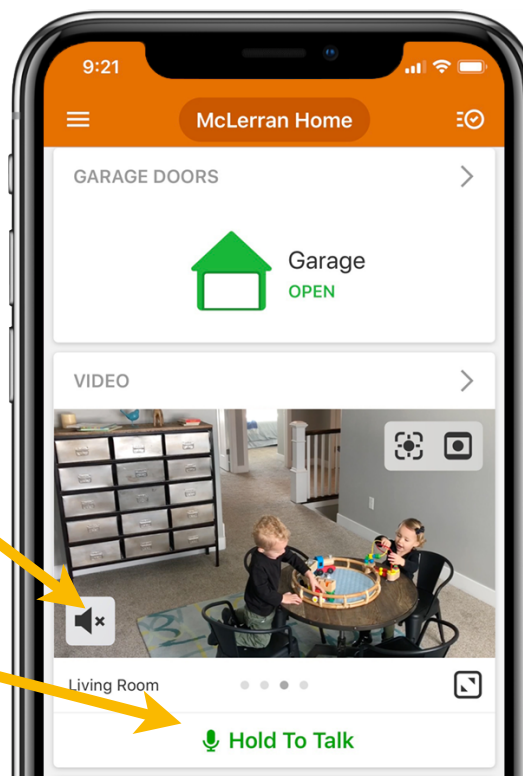 9:21
McLerran Home
GARAGE DOORS
Garage
OPEN
VIDEO
Living Room
Hold To Talk